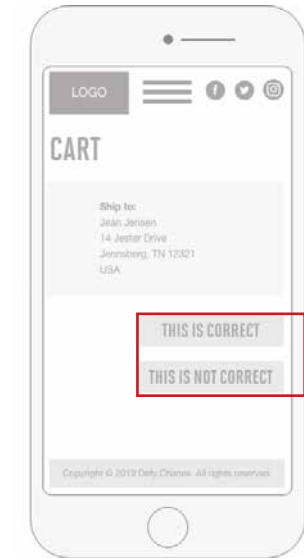 LOGO
CART
Ship to:
Jean Jensen
14 Jester Drive
Jennsberg, TN 12321
USA
THIS IS CORRECT
THIS IS NOT CORRECT
Copyright © 2019 Defy Chance. All rights reserved.